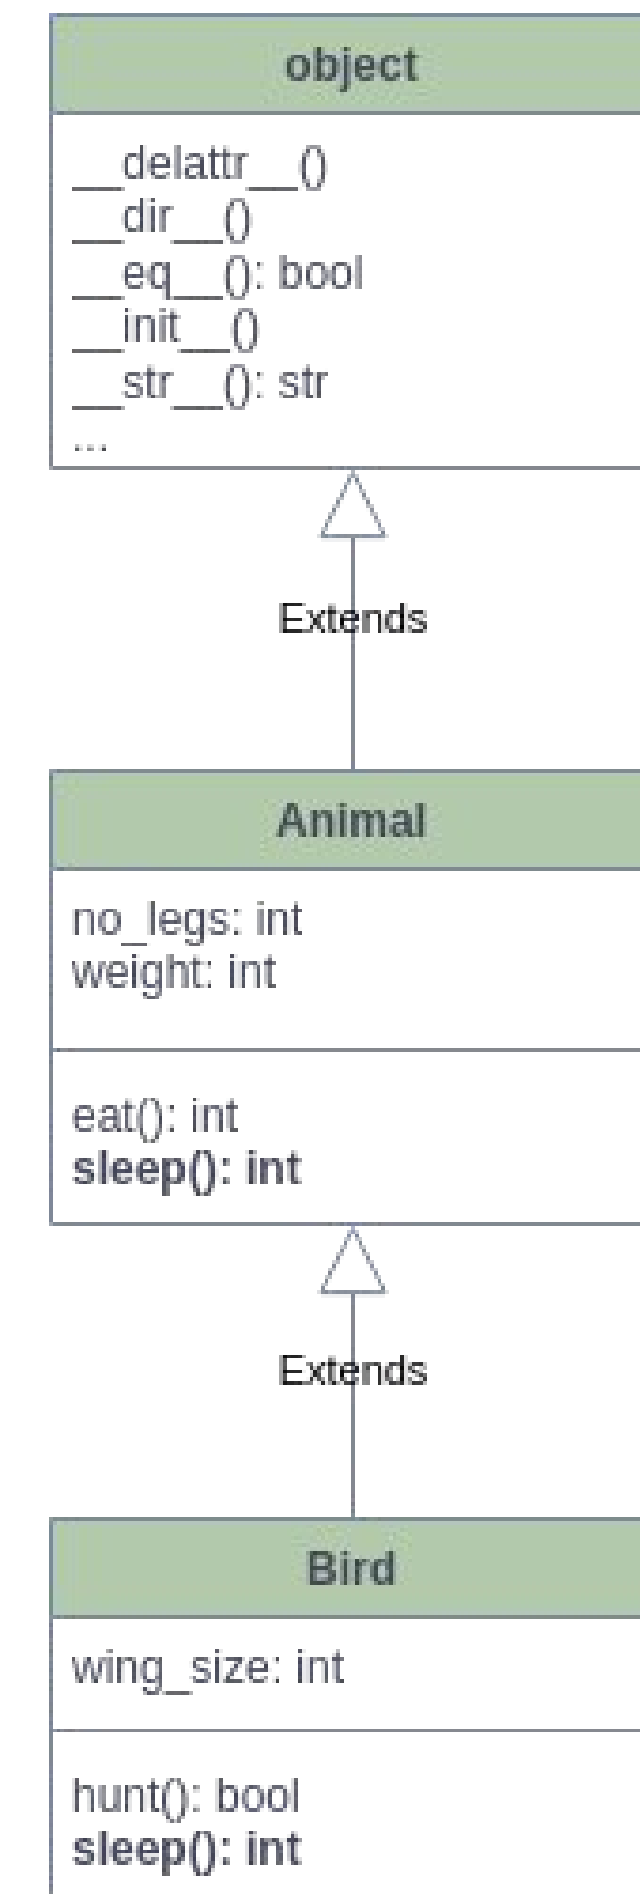 object
__delattr__()
__dir__()
__eq__(): bool
__init__()
__str__(): str
...
Extends
Animal
no_legs: int
weight: int
eat(): int
sleep(): int
Extends
Bird
wing_size: int
hunt(): bool
sleep(): int